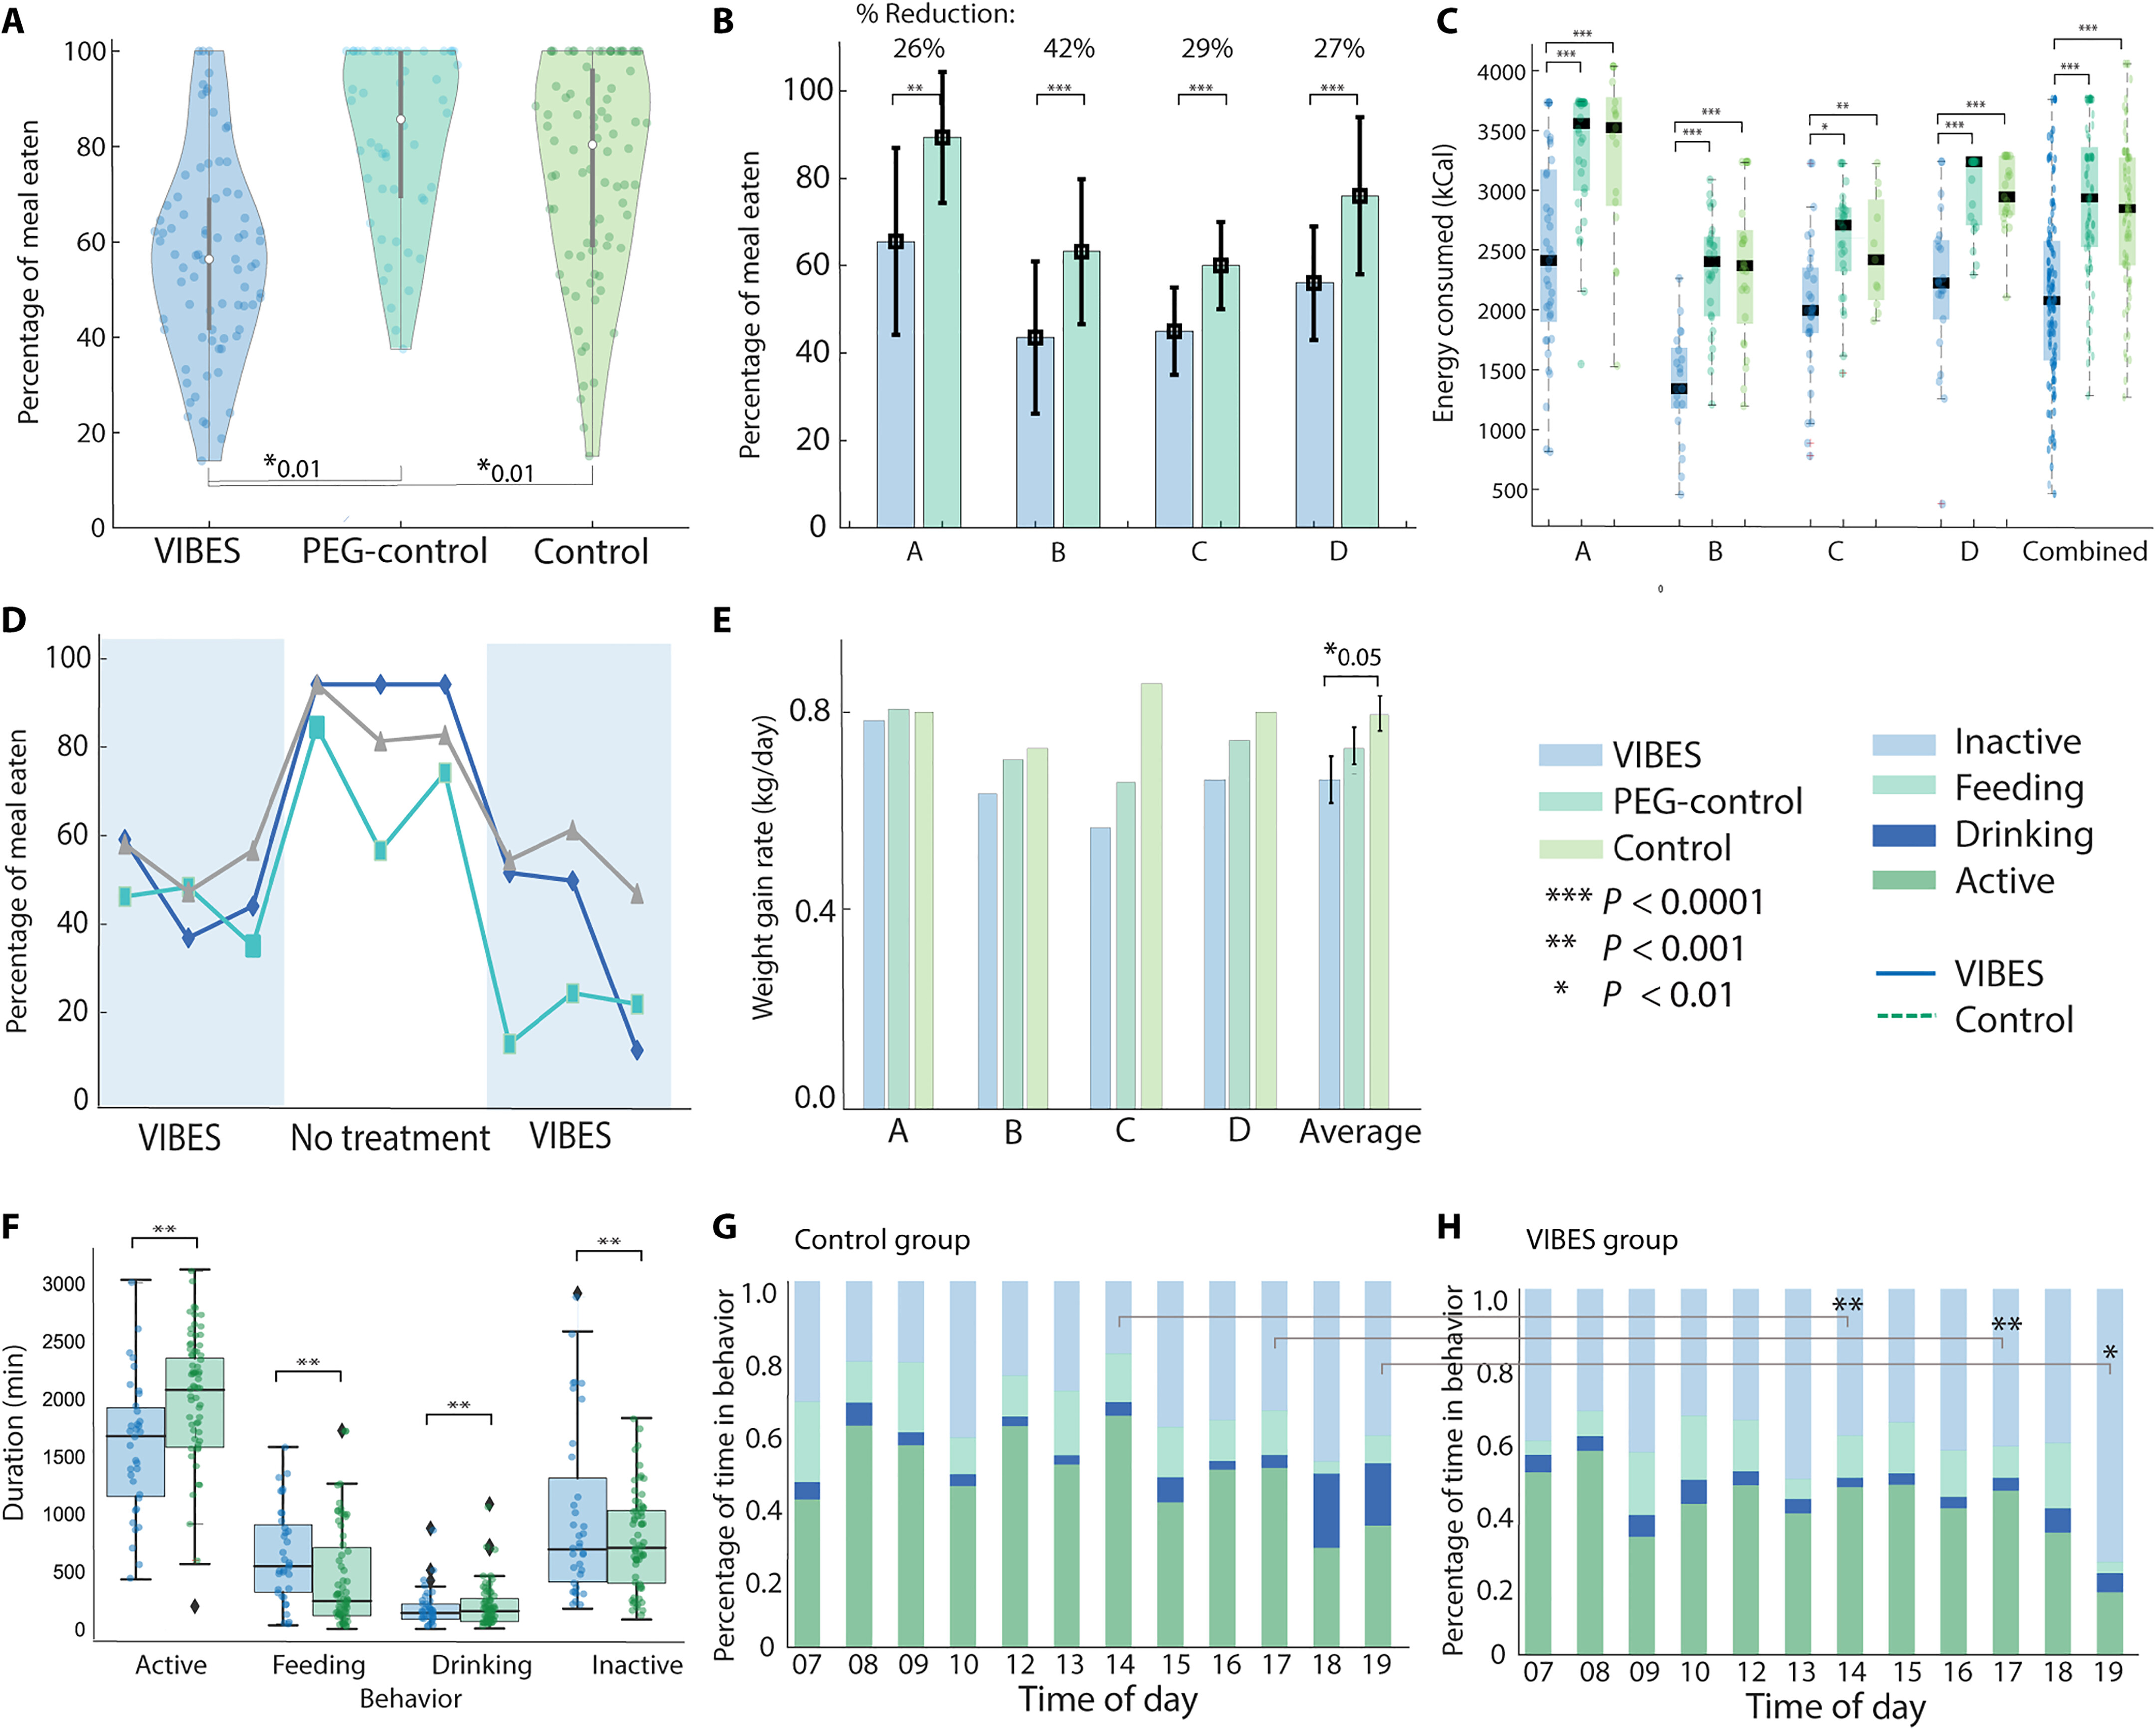 A
Percentage of meal eaten
100
80
60
40
20
0
*0.01
*0.01
VIBES PEG-control Control
B
% Reduction:
26% 42% 29% 27%
Percentage of meal eaten
100
80
60
40
20
0
** *** *** ***
A B C D
C
Energy consumed (kCal)
4000
3500
3000
2500
2000
1500
1000
500
***
***
***
***
**
*
***
***
***
***
A B C D Combined
0
D
Percentage of meal eaten
100
80
60
40
20
0
VIBES No treatment VIBES
E
Weight gain rate (kg/day)
0.8
0.4
0.0
*0.05
A B C D Average
VIBES
PEG-control
Control
*** P < 0.0001
** P < 0.001
* P < 0.01
Inactive
Feeding
Drinking
Active
VIBES
Control
F
Duration (min)
3000
2500
2000
1500
1000
500
0
** ** ** **
Active Feeding Drinking Inactive
Behavior
G
Control group
Percentage of time in behavior
1.0
0.8
0.6
0.4
0.2
0
07 08 09 10 12 13 14 15 16 17 18 19
Time of day
H
VIBES group
Percentage of time in behavior
1.0
0.8
0.6
0.4
0.2
0
**
**
*
07 08 09 10 12 13 14 15 16 17 18 19
Time of day